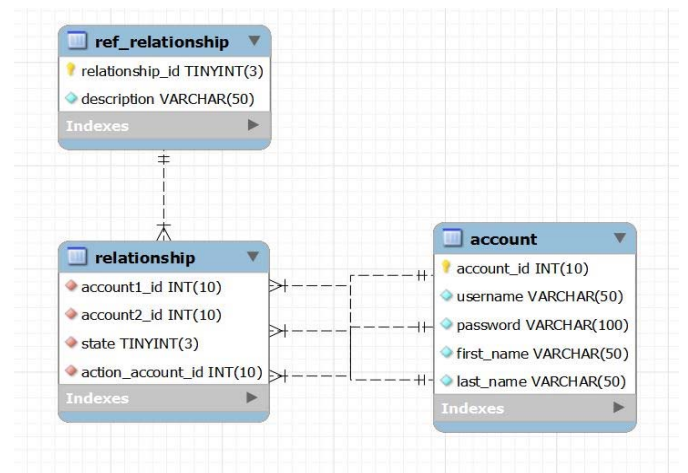 ref_relationship
relationship_id TINYINT(3)
description VARCHAR(50)
Indexes
relationship
account1_id INT(10)
account2_id INT(10)
state TINYINT(3)
action_account_id INT(10)
Indexes
account
account_id INT(10)
username VARCHAR(50)
password VARCHAR(100)
first_name VARCHAR(50)
last_name VARCHAR(50)
Indexes